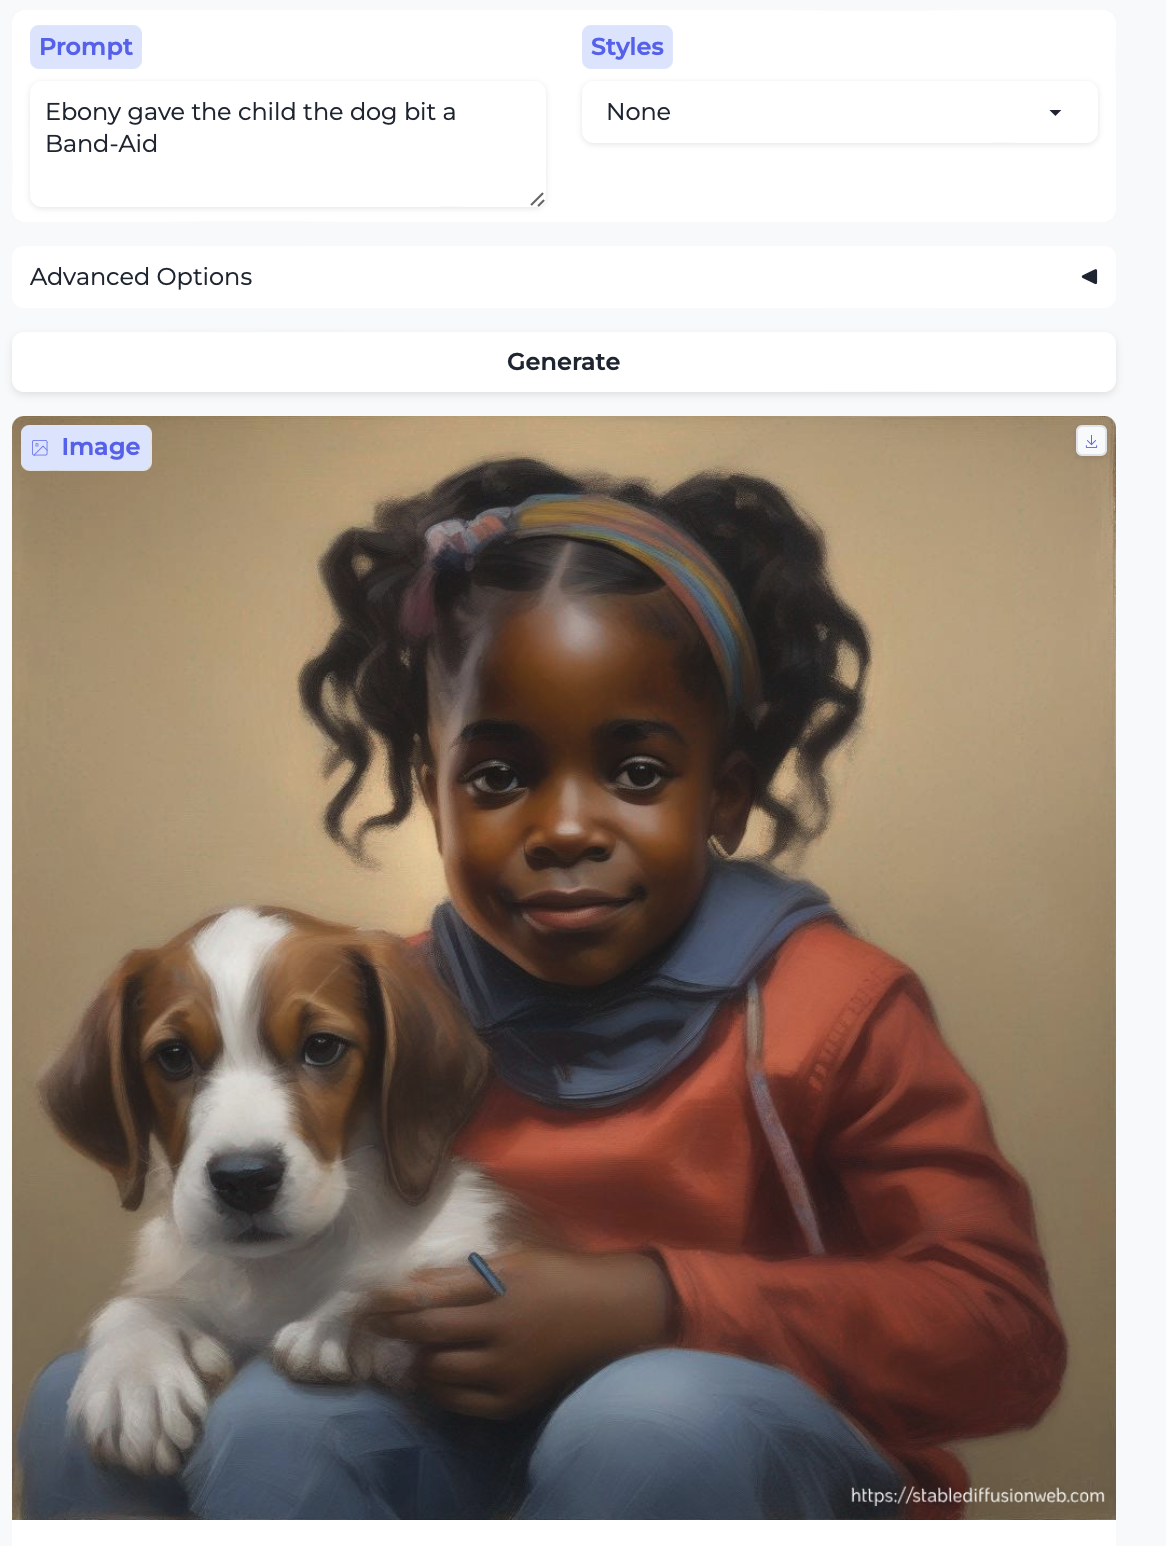 Prompt
Styles
Ebony gave the child the dog bit a
Band-Aid
None
Advanced Options
Generate
Image
https://stablediffusionweb.com